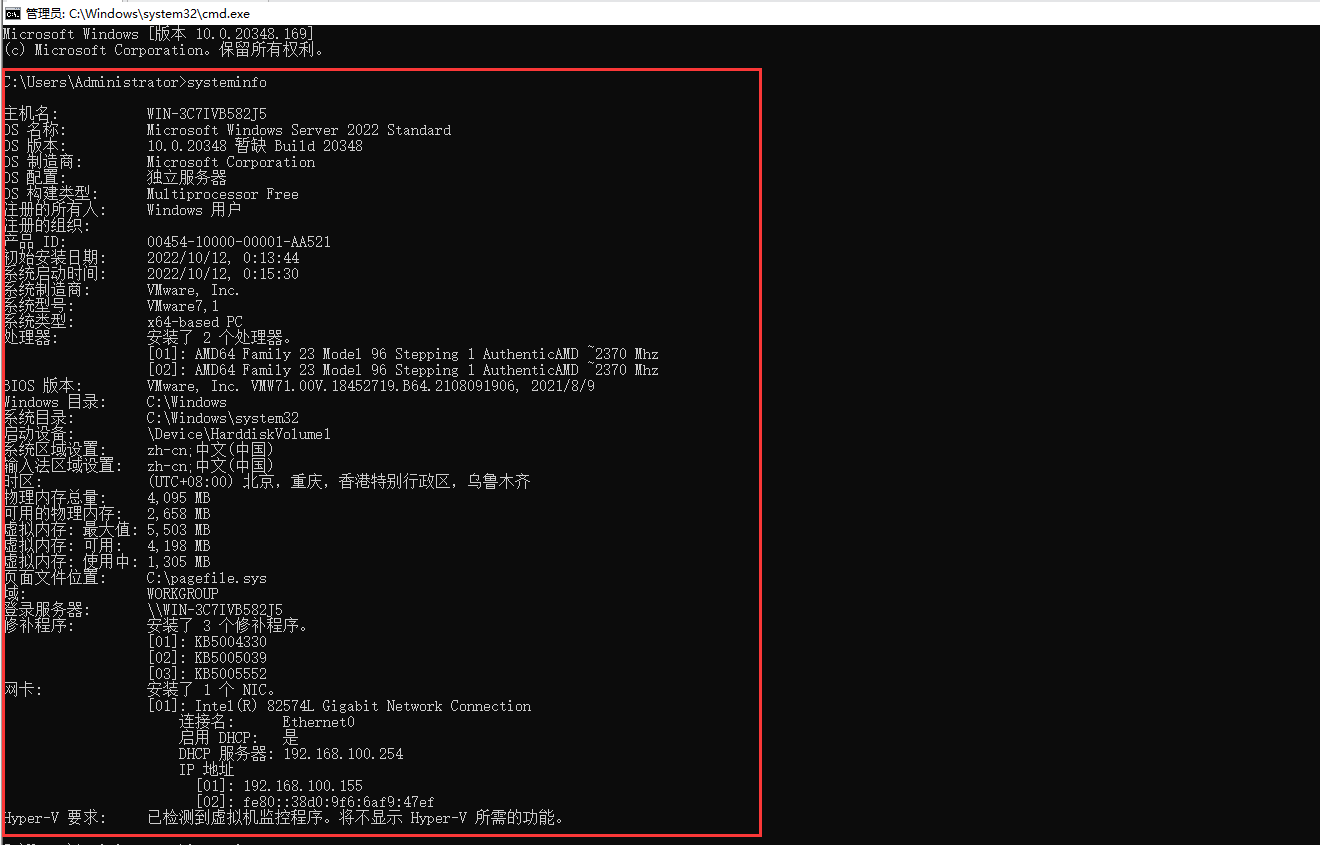 管理员: C:\Windows\system32\cmd.exe
Microsoft Windows [版本 10.0.20348.169]
(c) Microsoft Corporation。保留所有权利。
C:\Users\Administrator>systeminfo
主机名: WIN-3C7IVB582J5
OS 名称: Microsoft Windows Server 2022 Standard
OS 版本: 10.0.20348 暂缺 Build 20348
OS 制造商: Microsoft Corporation
OS 配置: 独立服务器
OS 构建类型: Multiprocessor Free
注册的所有人: Windows 用户
注册的组织:
产品 ID: 00454-10000-00001-AA521
初始安装日期: 2022/10/12, 0:13:44
系统启动时间: 2022/10/12, 0:15:30
系统制造商: VMware, Inc.
系统型号: VMware7,1
系统类型: x64-based PC
处理器: 安装了 2 个处理器。
[01]: AMD64 Family 23 Model 96 Stepping 1 AuthenticAMD ~2370 Mhz
[02]: AMD64 Family 23 Model 96 Stepping 1 AuthenticAMD ~2370 Mhz
BIOS 版本: VMware, Inc. VMW71.00V.18452719.B64.2108091906, 2021/8/9
Windows 目录: C:\Windows
系统目录: C:\Windows\system32
启动设备: \Device\HarddiskVolume1
系统区域设置: zh-cn;中文(中国)
输入法区域设置: zh-cn;中文(中国)
时区: (UTC+08:00) 北京，重庆，香港特别行政区，乌鲁木齐
物理内存总量: 4,095 MB
可用的物理内存: 2,658 MB
虚拟内存: 最大值: 5,503 MB
虚拟内存: 可用: 4,198 MB
虚拟内存: 使用中: 1,305 MB
页面文件位置: C:\pagefile.sys
域: WORKGROUP
登录服务器: \\WIN-3C7IVB582J5
修补程序: 安装了 3 个修补程序。
[01]: KB5004330
[02]: KB5005039
[03]: KB5005552
网卡: 安装了 1 个 NIC。
[01]: Intel(R) 82574L Gigabit Network Connection
连接名: Ethernet0
启用 DHCP: 是
DHCP 服务器: 192.168.100.254
IP 地址
[01]: 192.168.100.155
[02]: fe80::38d0:9f6:6af9:47ef
Hyper-V 要求: 已检测到虚拟机监控程序。将不显示 Hyper-V 所需的功能。